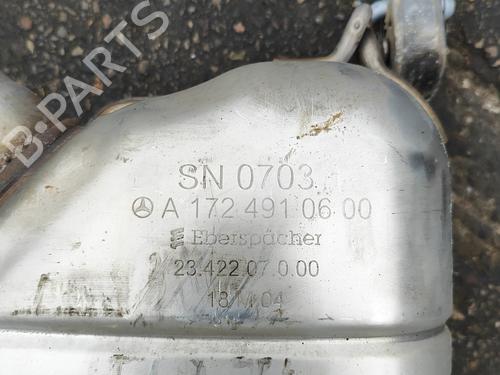 B-PARTS
SN 0703
A 172 491 06 00
Eberspächer
23.422.07.0.00